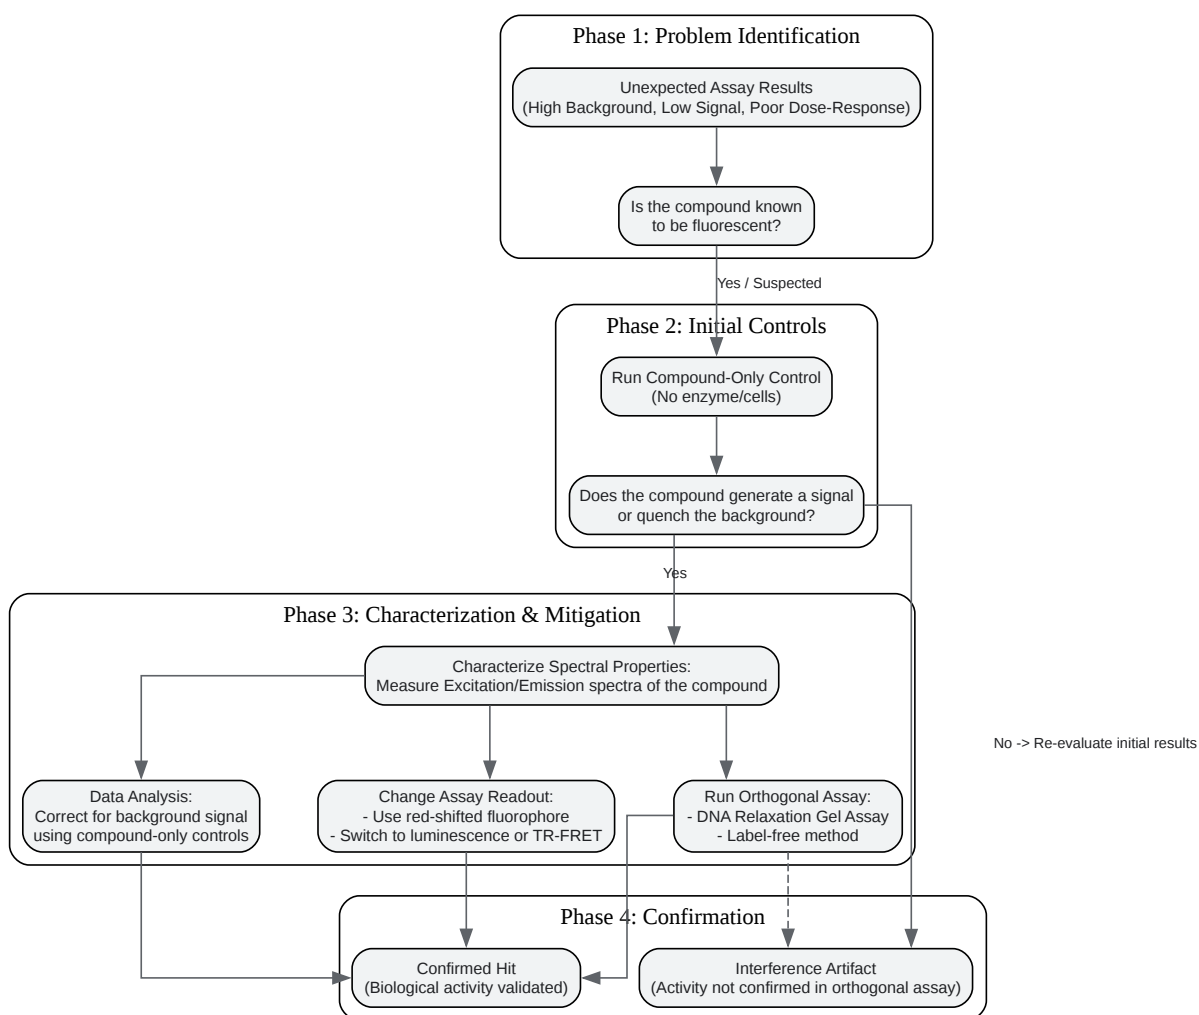 Phase 1: Problem Identification
Unexpected Assay Results
(High Background, Low Signal, Poor Dose-Response)
Is the compound known
to be fluorescent?
Yes / Suspected
Phase 2: Initial Controls
Run Compound-Only Control
(No enzyme/cells)
Does the compound generate a signal
or quench the background?
Yes
Phase 3: Characterization & Mitigation
Characterize Spectral Properties:
Measure Excitation/Emission spectra of the compound
No -> Re-evaluate initial results
Data Analysis:
Correct for background signal
using compound-only controls
Change Assay Readout:
- Use red-shifted fluorophore
- Switch to luminescence or TR-FRET
Run Orthogonal Assay:
- DNA Relaxation Gel Assay
- Label-free method
Phase 4: Confirmation
Confirmed Hit
(Biological activity validated)
Interference Artifact
(Activity not confirmed in orthogonal assay)